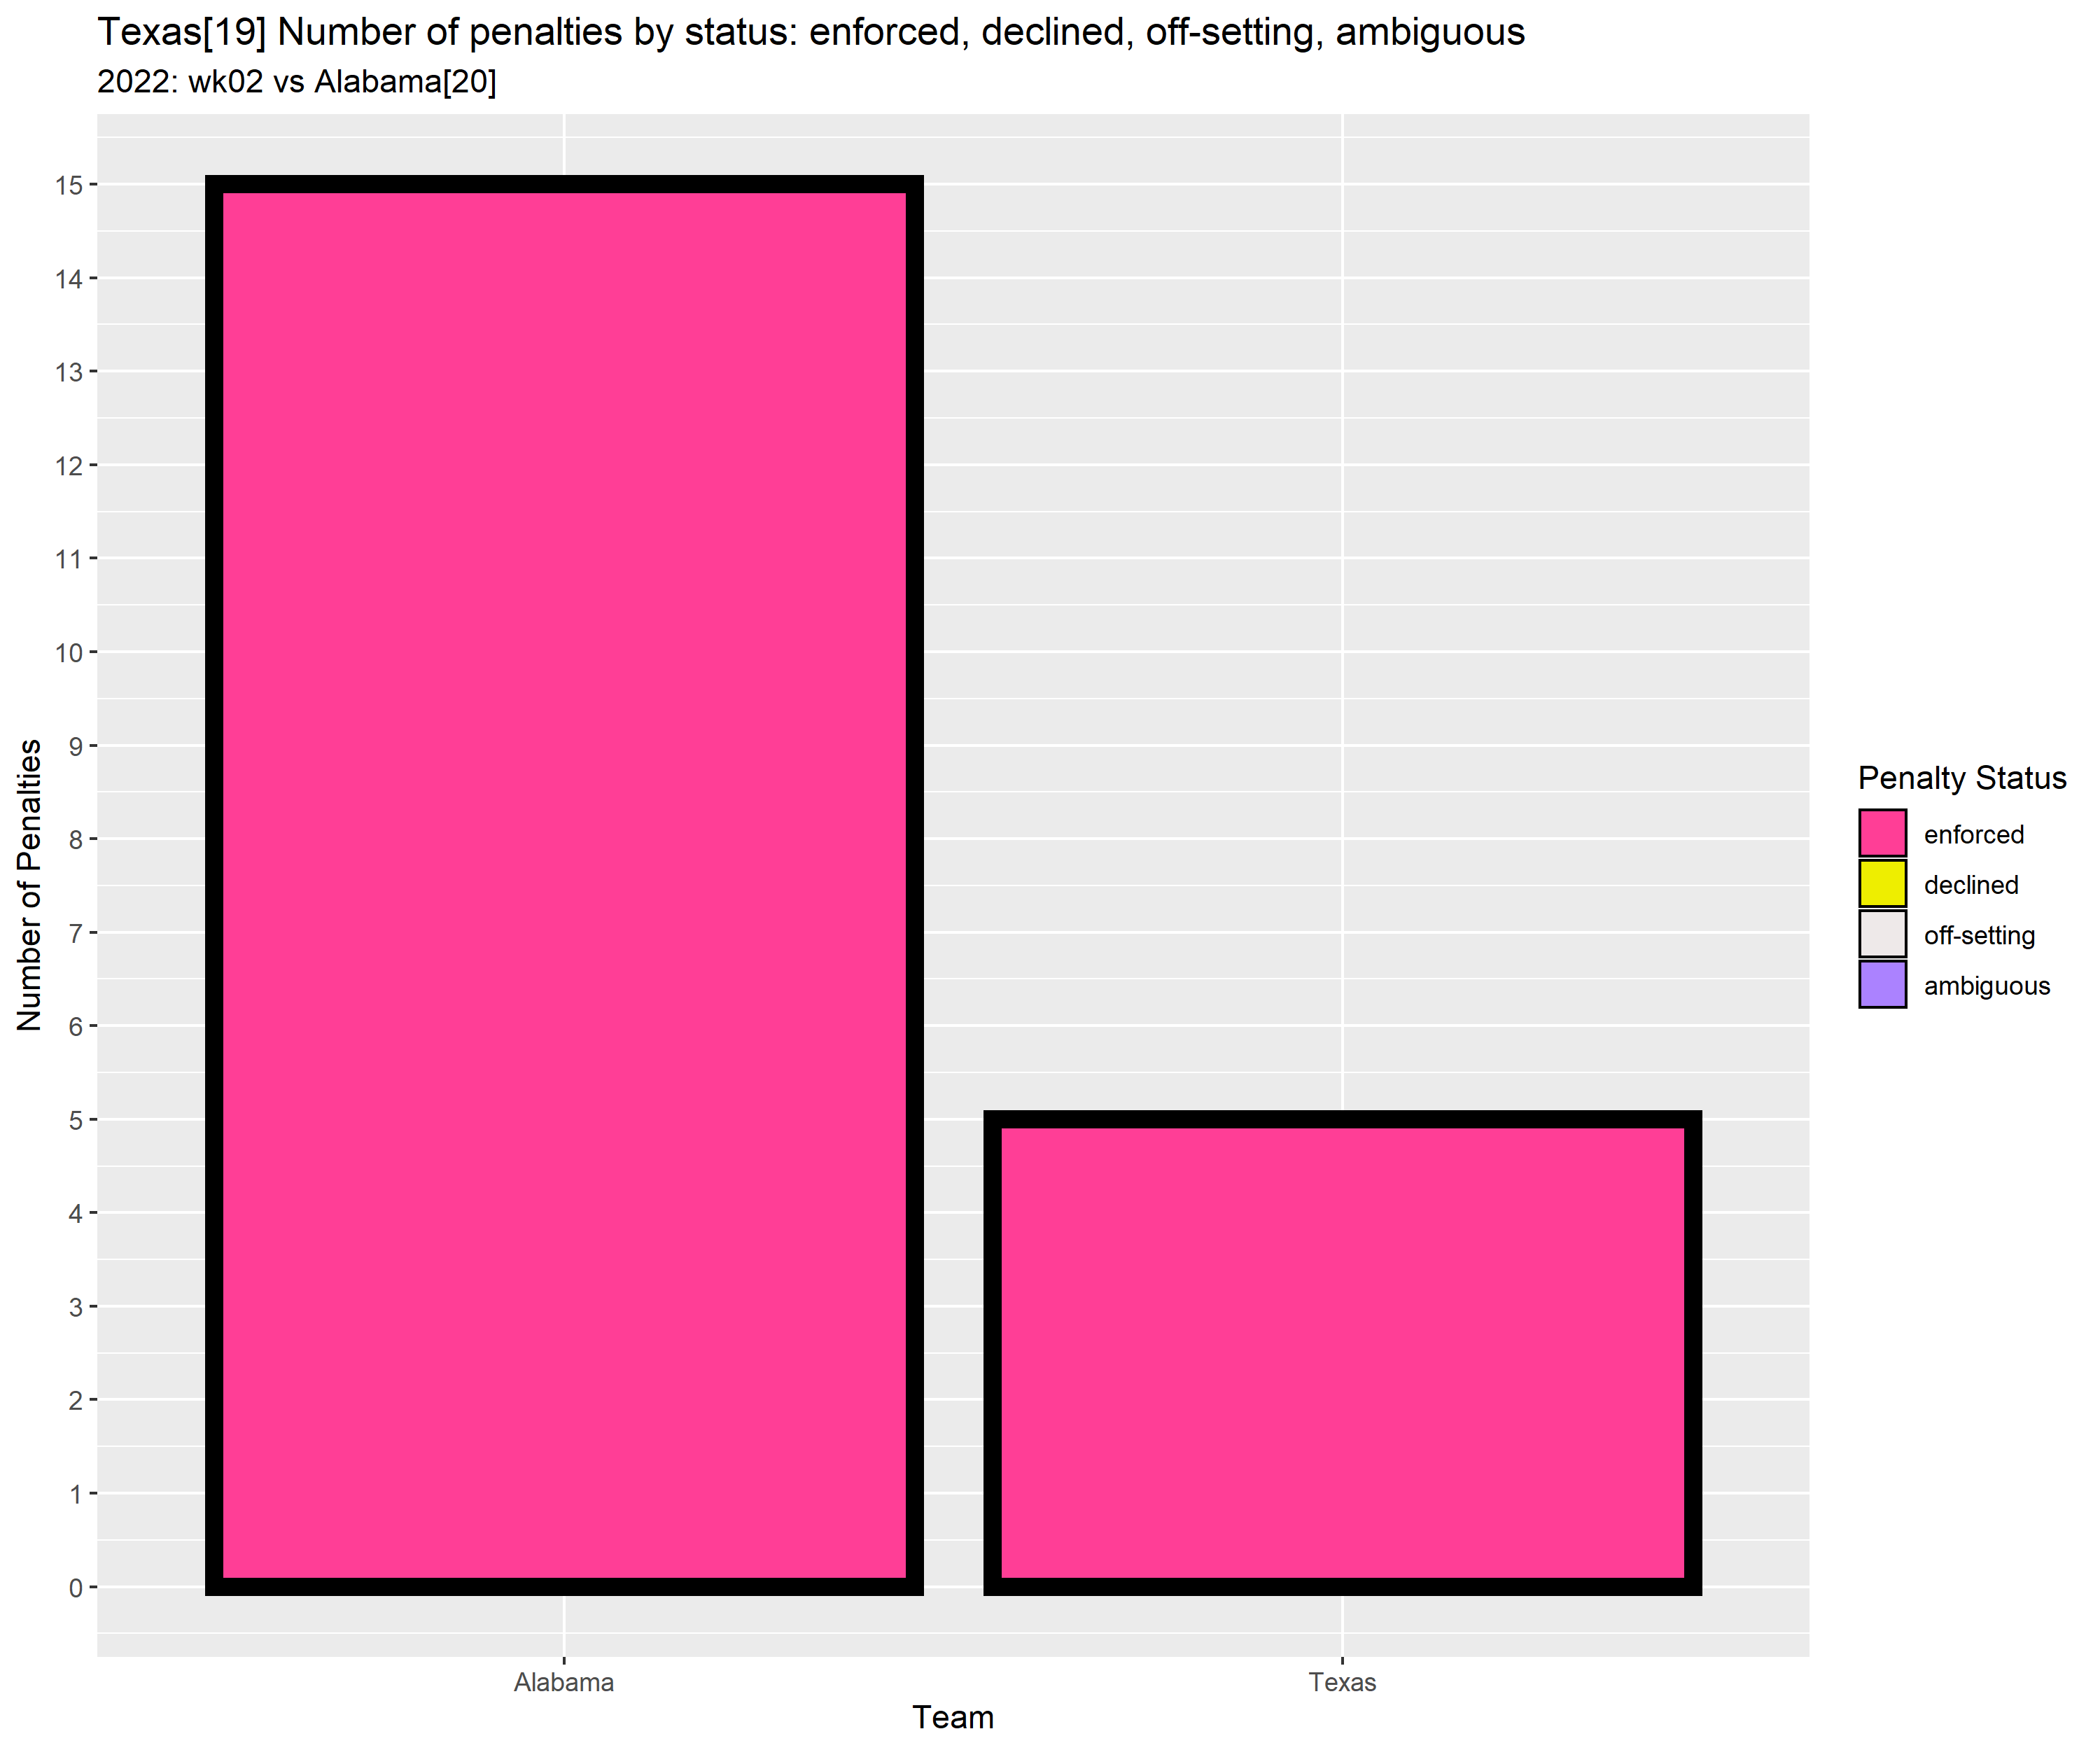 Texas[19] Number of penalties by status: enforced, declined, off-setting, ambiguous
2022: wk02 vs Alabama[20]
15
14
13
12
11
10
9
8
7
6
5
4
3
2
1
0
Number of Penalties
Alabama
Texas
Team
Penalty Status
enforced
declined
off-setting
ambiguous